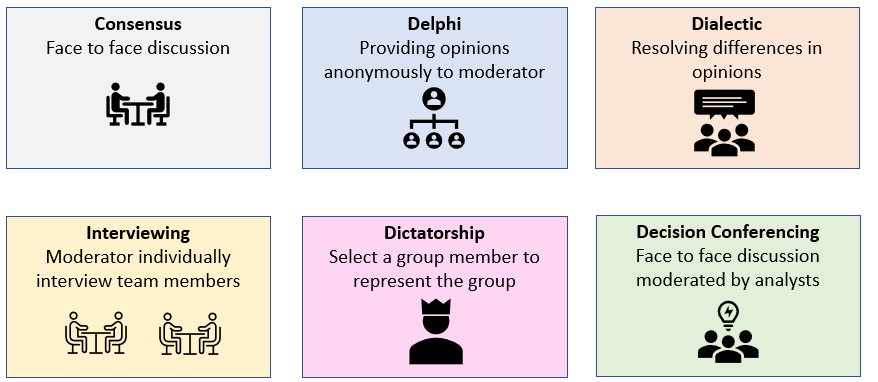 Consensus
Face to face discussion
Delphi
Providing opinions
anonymously to moderator
Dialectic
Resolving differences in
opinions
Interviewing
Moderator individually
interview team members
Dictatorship
Select a group member to
represent the group
Decision Conferencing
Face to face discussion
moderated by analysts